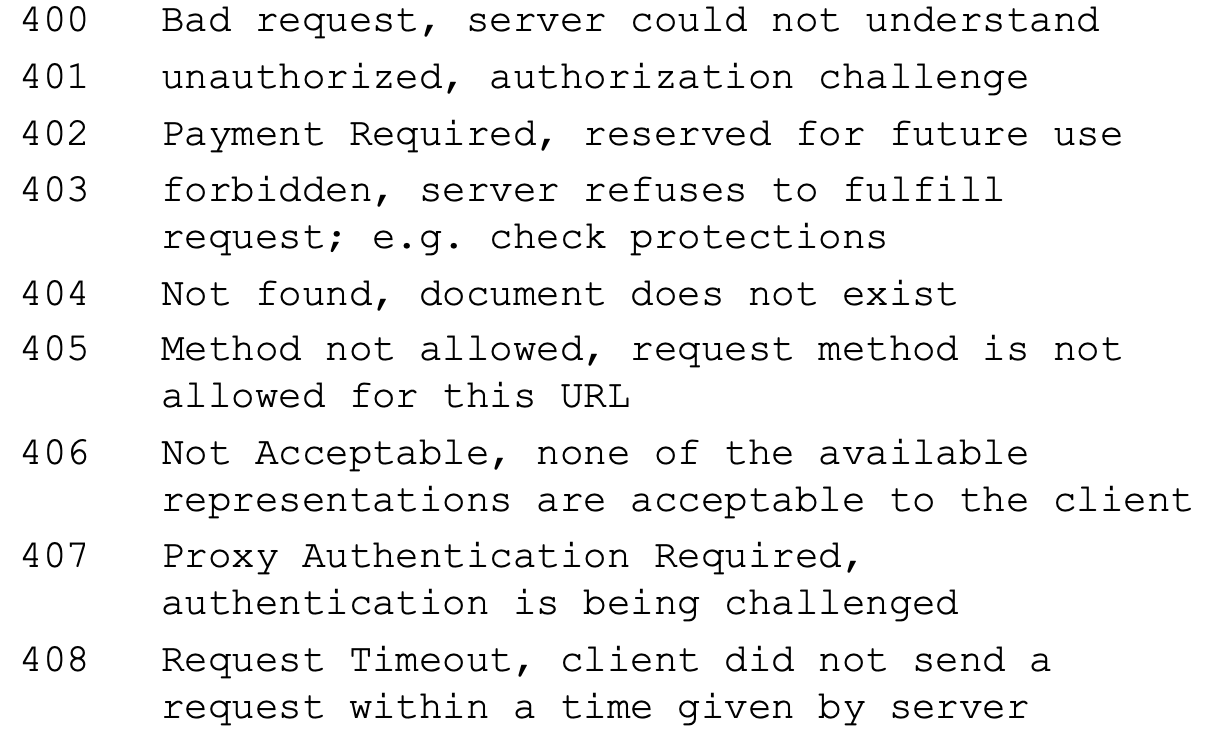 400 Bad request, server could not understand
401 unauthorized, authorization challenge
402 Payment Required, reserved for future use
403 forbidden, server refuses to fulfill
request; e.g. check protections
404 Not found, document does not exist
405 Method not allowed, request method is not
allowed for this URL
406 Not Acceptable, none of the available
representations are acceptable to the client
407 Proxy Authentication Required,
authentication is being challenged
408 Request Timeout, client did not send a
request within a time given by server